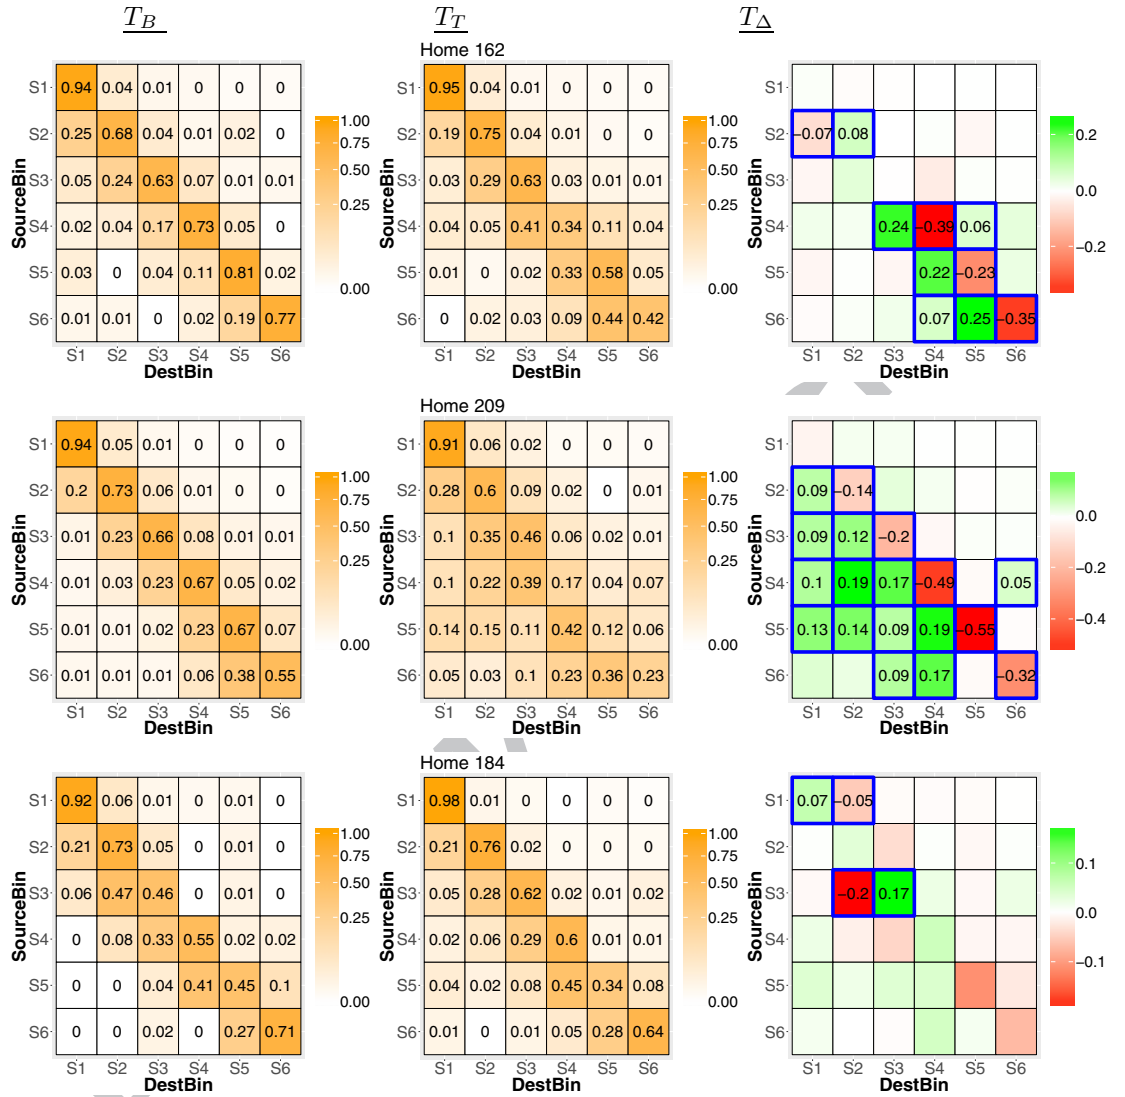 T_B T_T T_Δ
Home 162
SourceBin
S1 0.94 0.04 0.01 0 0 0
S2 0.25 0.68 0.04 0.01 0.02 0
S3 0.05 0.24 0.63 0.07 0.01 0.01
S4 0.02 0.04 0.17 0.73 0.05 0
S5 0.03 0 0.04 0.11 0.81 0.02
S6 0.01 0.01 0 0.02 0.19 0.77
S1 S2 S3 S4 S5 S6
DestBin
1.00
0.75
0.50
0.25
0.00
SourceBin
S1 0.95 0.04 0.01 0 0 0
S2 0.19 0.75 0.04 0.01 0 0
S3 0.03 0.29 0.63 0.03 0.01 0.01
S4 0.04 0.05 0.41 0.34 0.11 0.04
S5 0.01 0 0.02 0.33 0.58 0.05
S6 0 0.02 0.03 0.09 0.44 0.42
S1 S2 S3 S4 S5 S6
DestBin
1.00
0.75
0.50
0.25
0.00
SourceBin
S1
S2 −0.07 0.08
S3
S4 0.24 −0.39 0.06
S5 0.22 −0.23
S6 0.07 0.25 −0.35
S1 S2 S3 S4 S5 S6
DestBin
0.2
0.0
−0.2
Home 209
SourceBin
S1 0.94 0.05 0.01 0 0 0
S2 0.2 0.73 0.06 0.01 0 0
S3 0.01 0.23 0.66 0.08 0.01 0.01
S4 0.01 0.03 0.23 0.67 0.05 0.02
S5 0.01 0.01 0.02 0.23 0.67 0.07
S6 0.01 0.01 0.01 0.06 0.38 0.55
S1 S2 S3 S4 S5 S6
DestBin
1.00
0.75
0.50
0.25
0.00
SourceBin
S1 0.91 0.06 0.02 0 0 0
S2 0.28 0.6 0.09 0.02 0 0.01
S3 0.1 0.35 0.46 0.06 0.02 0.01
S4 0.1 0.22 0.39 0.17 0.04 0.07
S5 0.14 0.15 0.11 0.42 0.12 0.06
S6 0.05 0.03 0.1 0.23 0.36 0.23
S1 S2 S3 S4 S5 S6
DestBin
1.00
0.75
0.50
0.25
0.00
SourceBin
S1
S2 0.09 −0.14
S3 0.09 0.12 −0.2
S4 0.1 0.19 0.17 −0.49 0.05
S5 0.13 0.14 0.09 0.19 −0.55
S6 0.09 0.17 −0.32
S1 S2 S3 S4 S5 S6
DestBin
0.0
−0.2
−0.4
Home 184
SourceBin
S1 0.92 0.06 0.01 0 0.01 0
S2 0.21 0.73 0.05 0 0.01 0
S3 0.06 0.47 0.46 0 0.01 0
S4 0 0.08 0.33 0.55 0.02 0.02
S5 0 0 0.04 0.41 0.45 0.1
S6 0 0 0.02 0 0.27 0.71
S1 S2 S3 S4 S5 S6
DestBin
1.00
0.75
0.50
0.25
0.00
SourceBin
S1 0.98 0.01 0 0 0 0
S2 0.21 0.76 0.02 0 0 0
S3 0.05 0.28 0.62 0.02 0.01 0.02
S4 0.02 0.06 0.29 0.6 0.01 0.01
S5 0.04 0.02 0.08 0.45 0.34 0.08
S6 0.01 0 0.01 0.05 0.28 0.64
S1 S2 S3 S4 S5 S6
DestBin
1.00
0.75
0.50
0.25
0.00
SourceBin
S1 0.07 −0.05
S2
S3 −0.2 0.17
S4
S5
S6
S1 S2 S3 S4 S5 S6
DestBin
0.1
0.0
−0.1